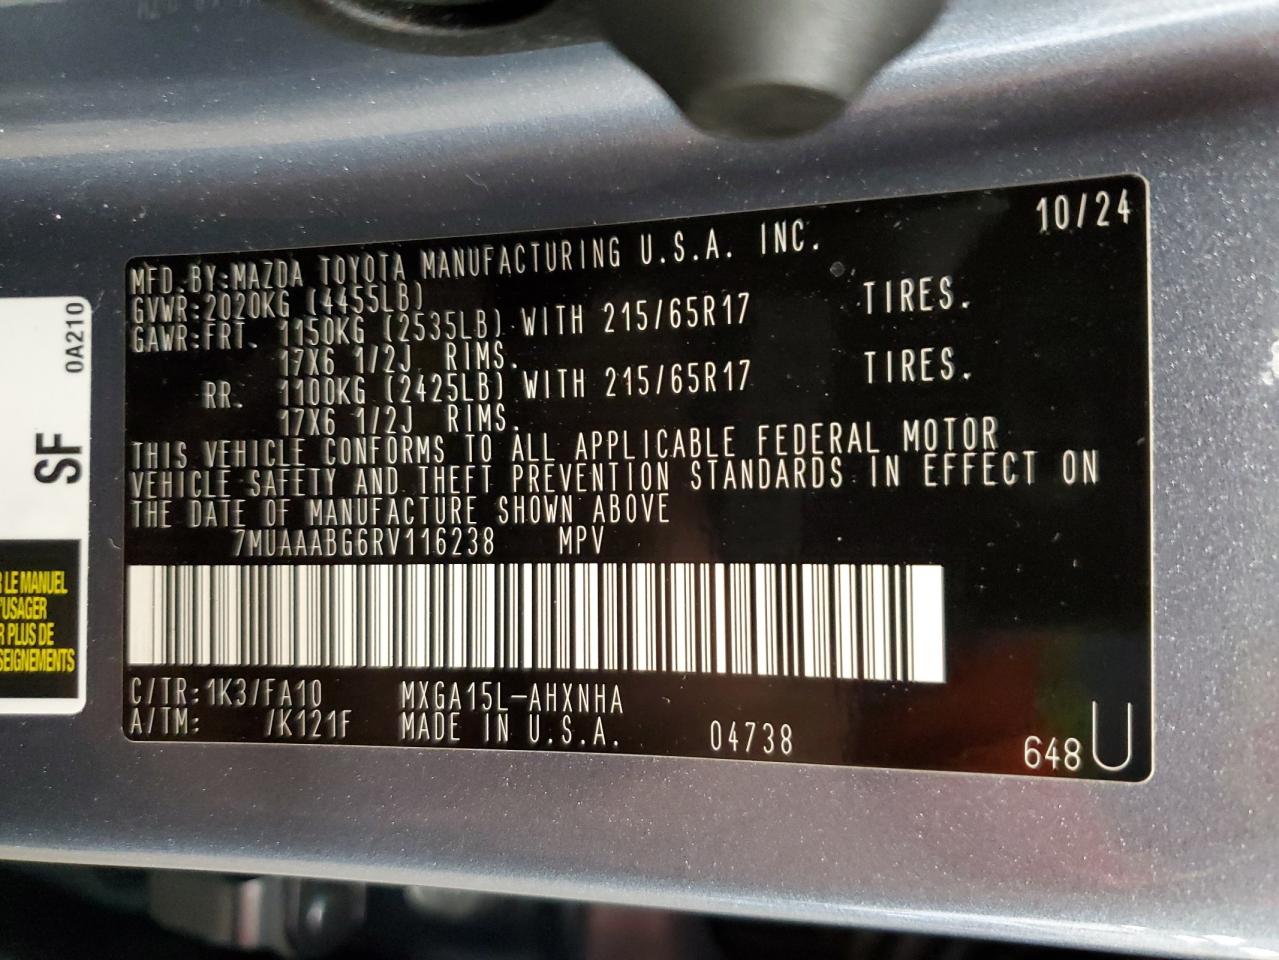 10/24
MFD.BY:MAZDA TOYOTA MANUFACTURING U.S.A. INC.
GVWR:2020KG (4455LB)
GAWR:FRT. 1150KG (2535LB) WITH 215/65R17 TIRES.
17X6 1/2J RIMS.
RR. 1100KG (2425LB) WITH 215/65R17 TIRES.
17X6 1/2J RIMS.
THIS VEHICLE CONFORMS TO ALL APPLICABLE FEDERAL MOTOR
VEHICLE SAFETY AND THEFT PREVENTION STANDARDS IN EFFECT ON
THE DATE OF MANUFACTURE SHOWN ABOVE
7MUAAABG6RV116238 MPV
C/TR:1K3/FA10 MXGA15L-AHXNHA
A/TM: /K121F MADE IN U.S.A. 04738 648 U
0A210
SF
LE MANUEL
'USAGER
R PLUS DE
SEIGNEMENTS